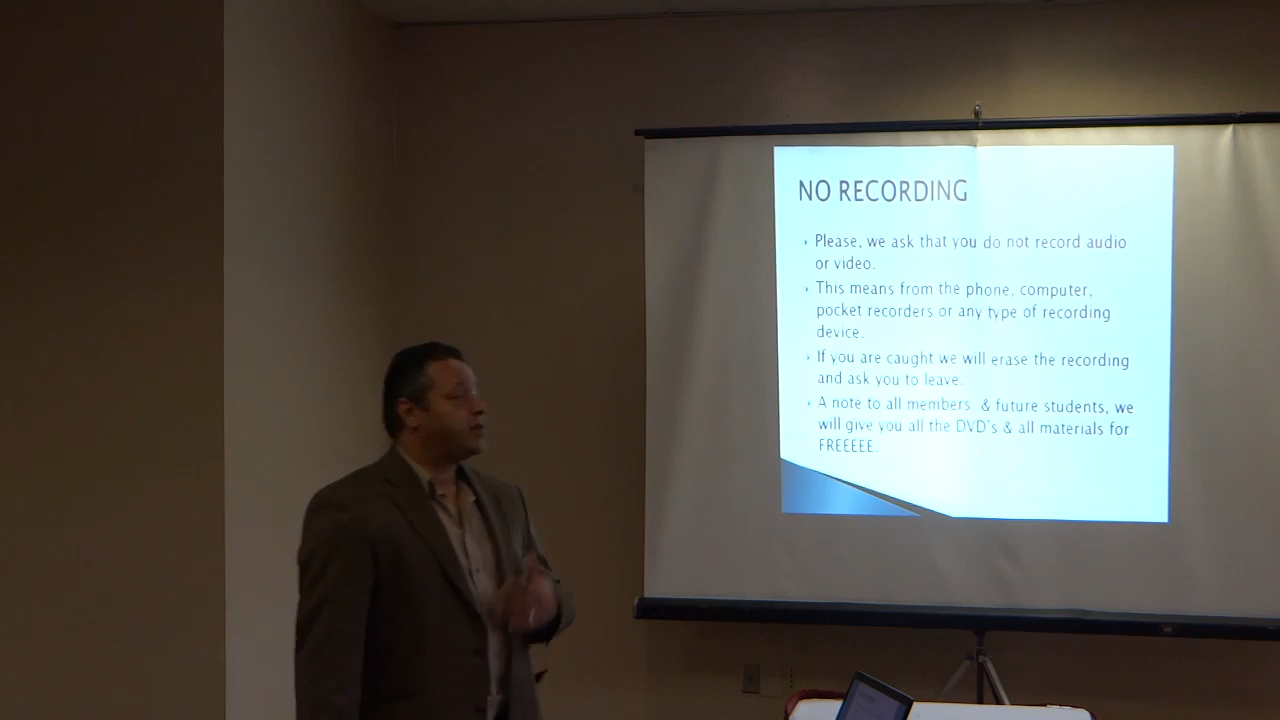 NO RECORDING
Please, we ask that you do not record audio
or video.
This means from the phone, computer,
pocket recorders or any type of recording
device.
If you are caught we will erase the recording
and ask you to leave.
A note to all members & future students, we
will give you all the DVD's & all materials for
FREEEEE.